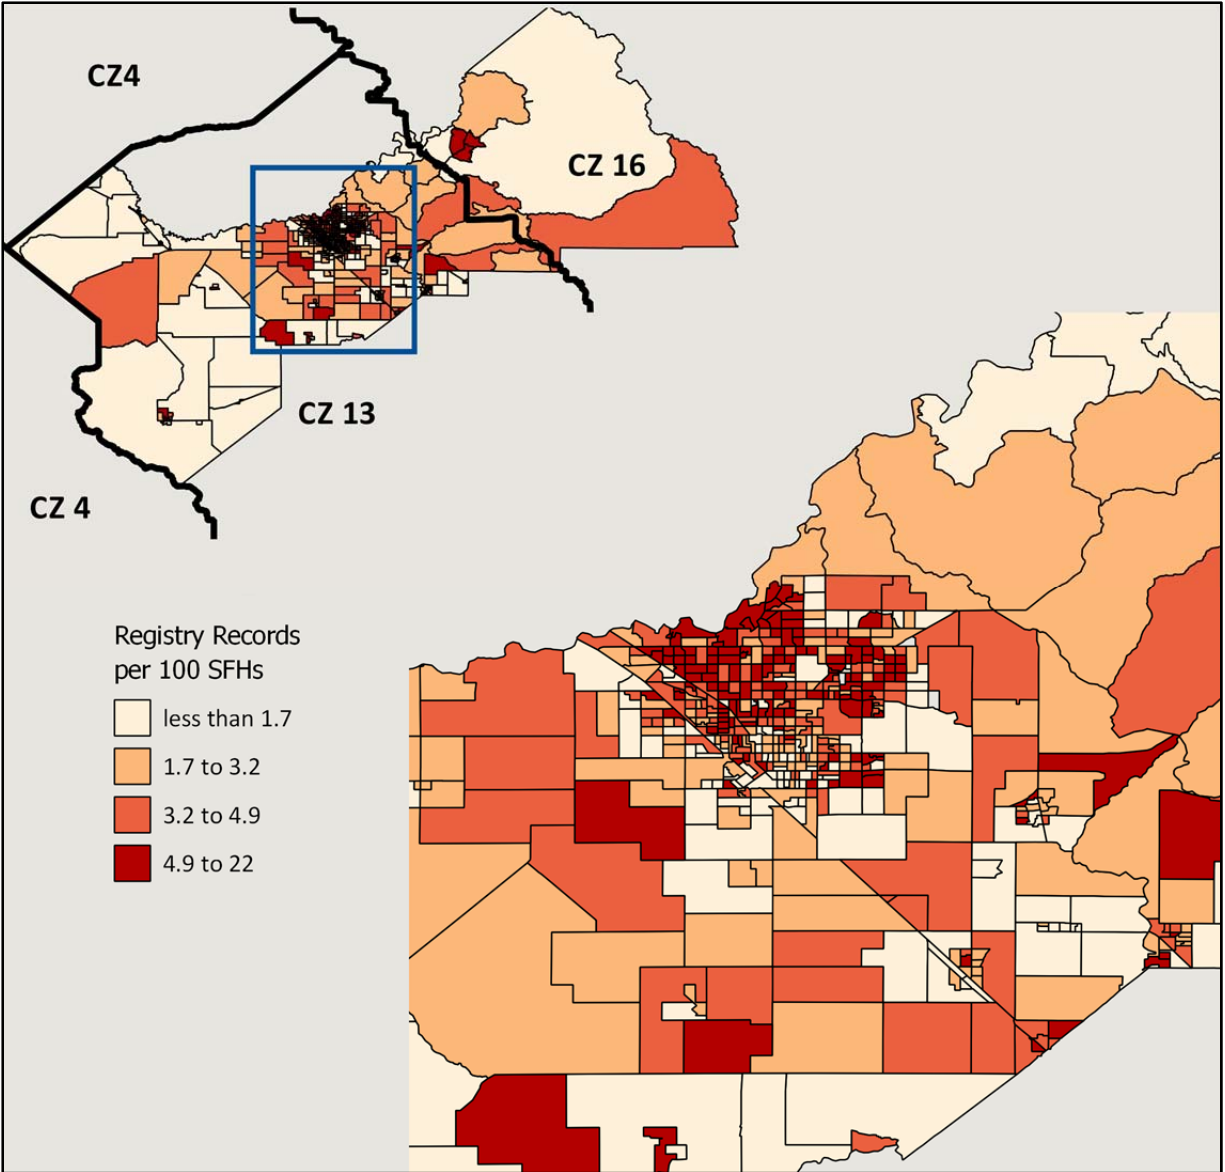 CZ4
CZ 16
CZ 13
CZ 4
Registry Records
per 100 SFHs
less than 1.7
1.7 to 3.2
3.2 to 4.9
4.9 to 22